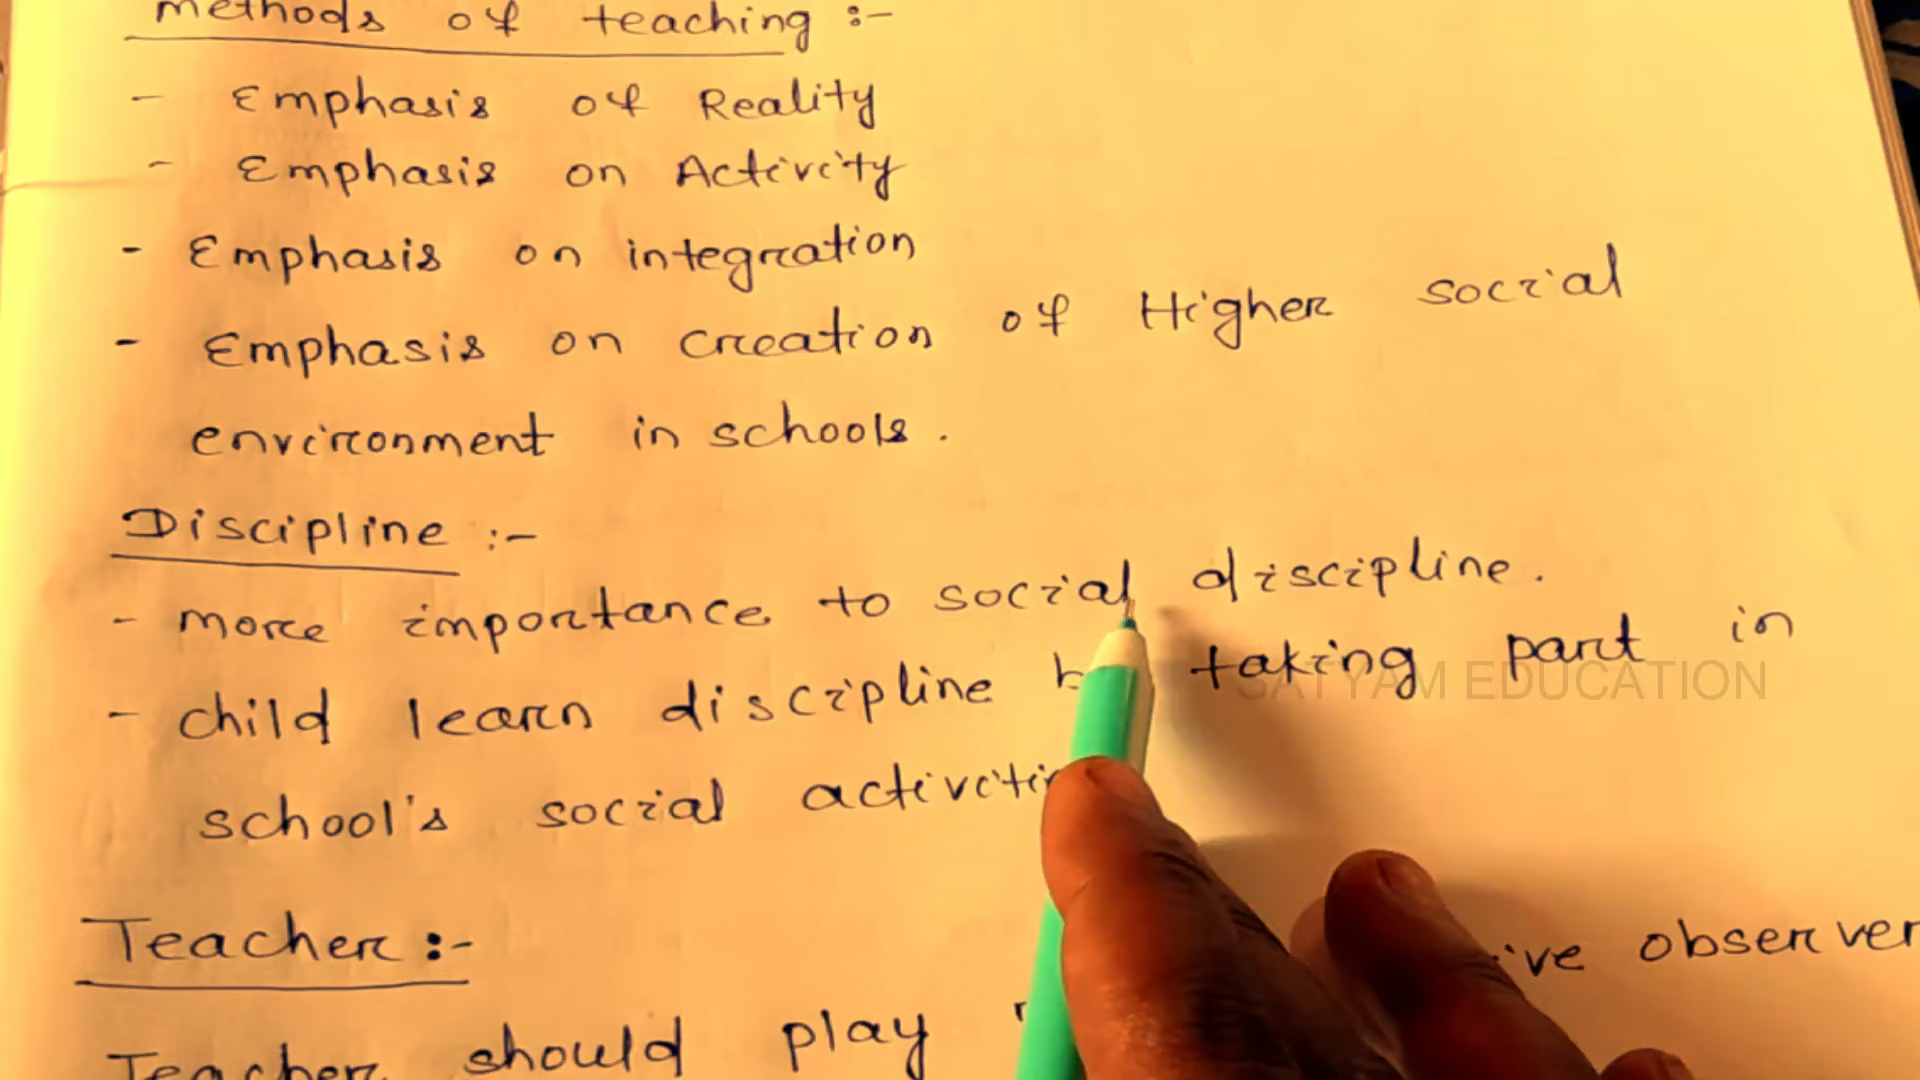 methods of teaching :-
- Emphasis of Reality
- Emphasis on Activity
- Emphasis on integration
- Emphasis on creation of Higher social
environment in schools.
Discipline :-
- more importance to social discipline.
- child learn discipline taking part in
SATYAM EDUCATION
school's social
Teacher :-
observer
Teacher should play